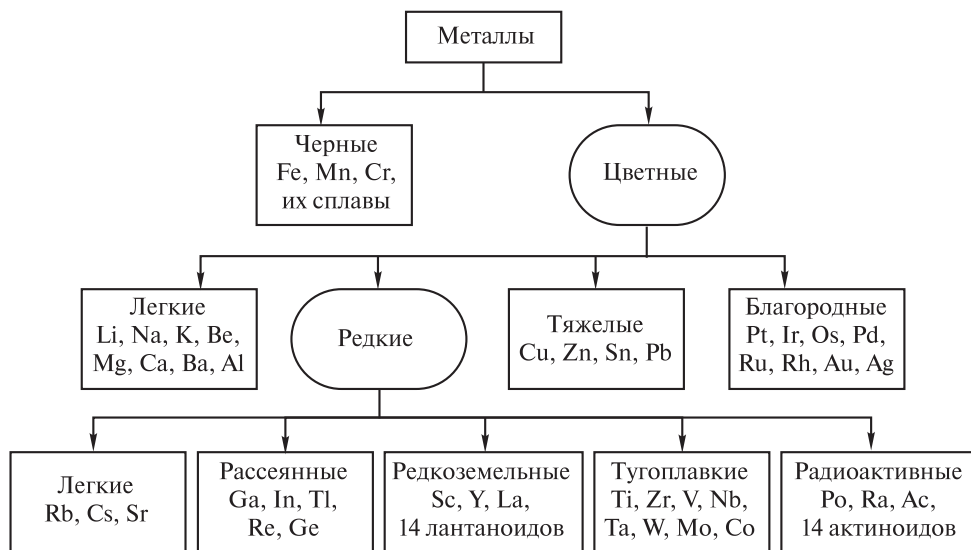 Металлы
Черные
Fe, Mn, Cr,
их сплавы
Цветные
Легкие
Li, Na, K, Be,
Mg, Ca, Ba, Al
Редкие
Тяжелые
Cu, Zn, Sn, Pb
Благородные
Pt, Ir, Os, Pd,
Ru, Rh, Au, Ag
Легкие
Rb, Cs, Sr
Рассеянные
Ga, In, Tl,
Re, Ge
Редкоземельные
Sc, Y, La,
14 лантаноидов
Тугоплавкие
Ti, Zr, V, Nb,
Ta, W, Mo, Co
Радиоактивные
Po, Ra, Ac,
14 актиноидов